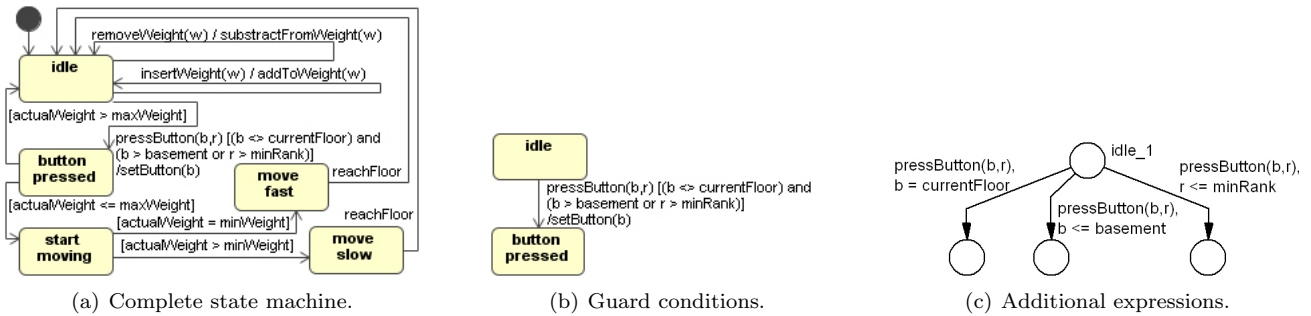 removeWeight(w) / substractFromWeight(w)
idle
insertWeight(w) / addToWeight(w)
[actualWeight > maxWeight]
pressButton(b,r) [(b <> currentFloor) and
(b > basement or r > minRank)]
/setButton(b)
button
pressed
move
fast
reachFloor
[actualWeight <= maxWeight]
[actualWeight = minWeight]
reachFloor
start
moving
[actualWeight > minWeight]
move
slow
(a) Complete state machine.
idle
pressButton(b,r) [(b <> currentFloor) and
(b > basement or r > minRank)]
/setButton(b)
button
pressed
(b) Guard conditions.
idle_1
pressButton(b,r),
b = currentFloor
pressButton(b,r),
b <= basement
pressButton(b,r),
r <= minRank
(c) Additional expressions.